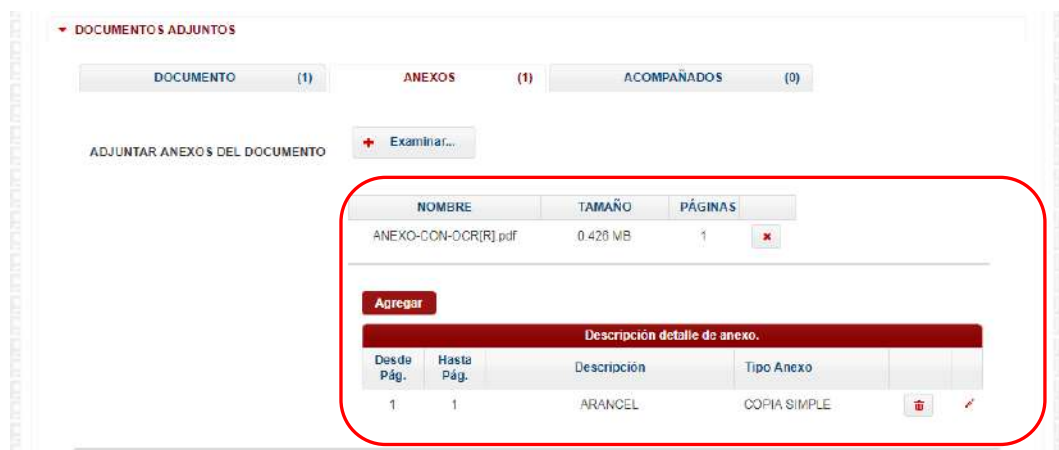 DOCUMENTOS ADJUNTOS
DOCUMENTO (1) ANEXOS (1) ACOMPAÑADOS (0)
ADJUNTAR ANEXOS DEL DOCUMENTO Examinar...
NOMBRE TAMAÑO PÁGINAS
ANEXO-CON-OCR[R].pdf 0.426 MB 1
Agregar
Descripción detalle de anexo.
Desde Pág. Hasta Pág. Descripción Tipo Anexo
1 1 ARANCEL COPIA SIMPLE